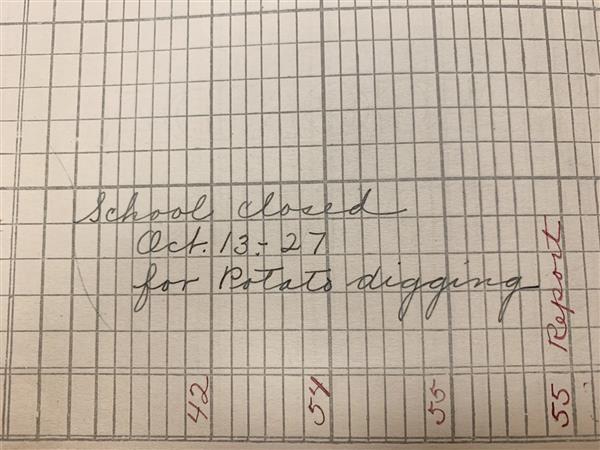 School closed
Oct. 13.- 27
for Potato digging
42
54
55
55 Report